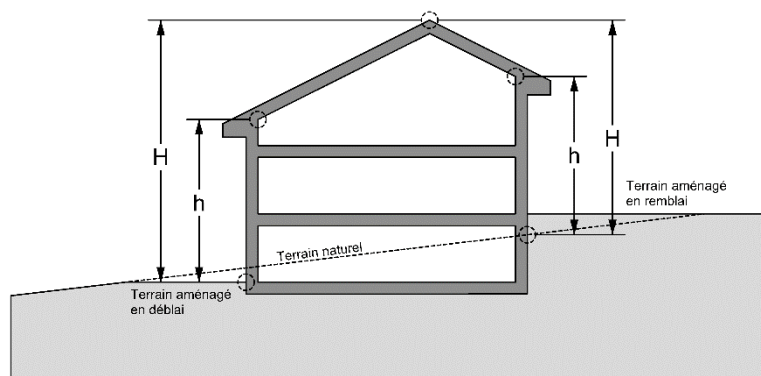 H
h
H
h
Terrain aménagé
en remblai
Terrain naturel
Terrain aménagé
en déblai